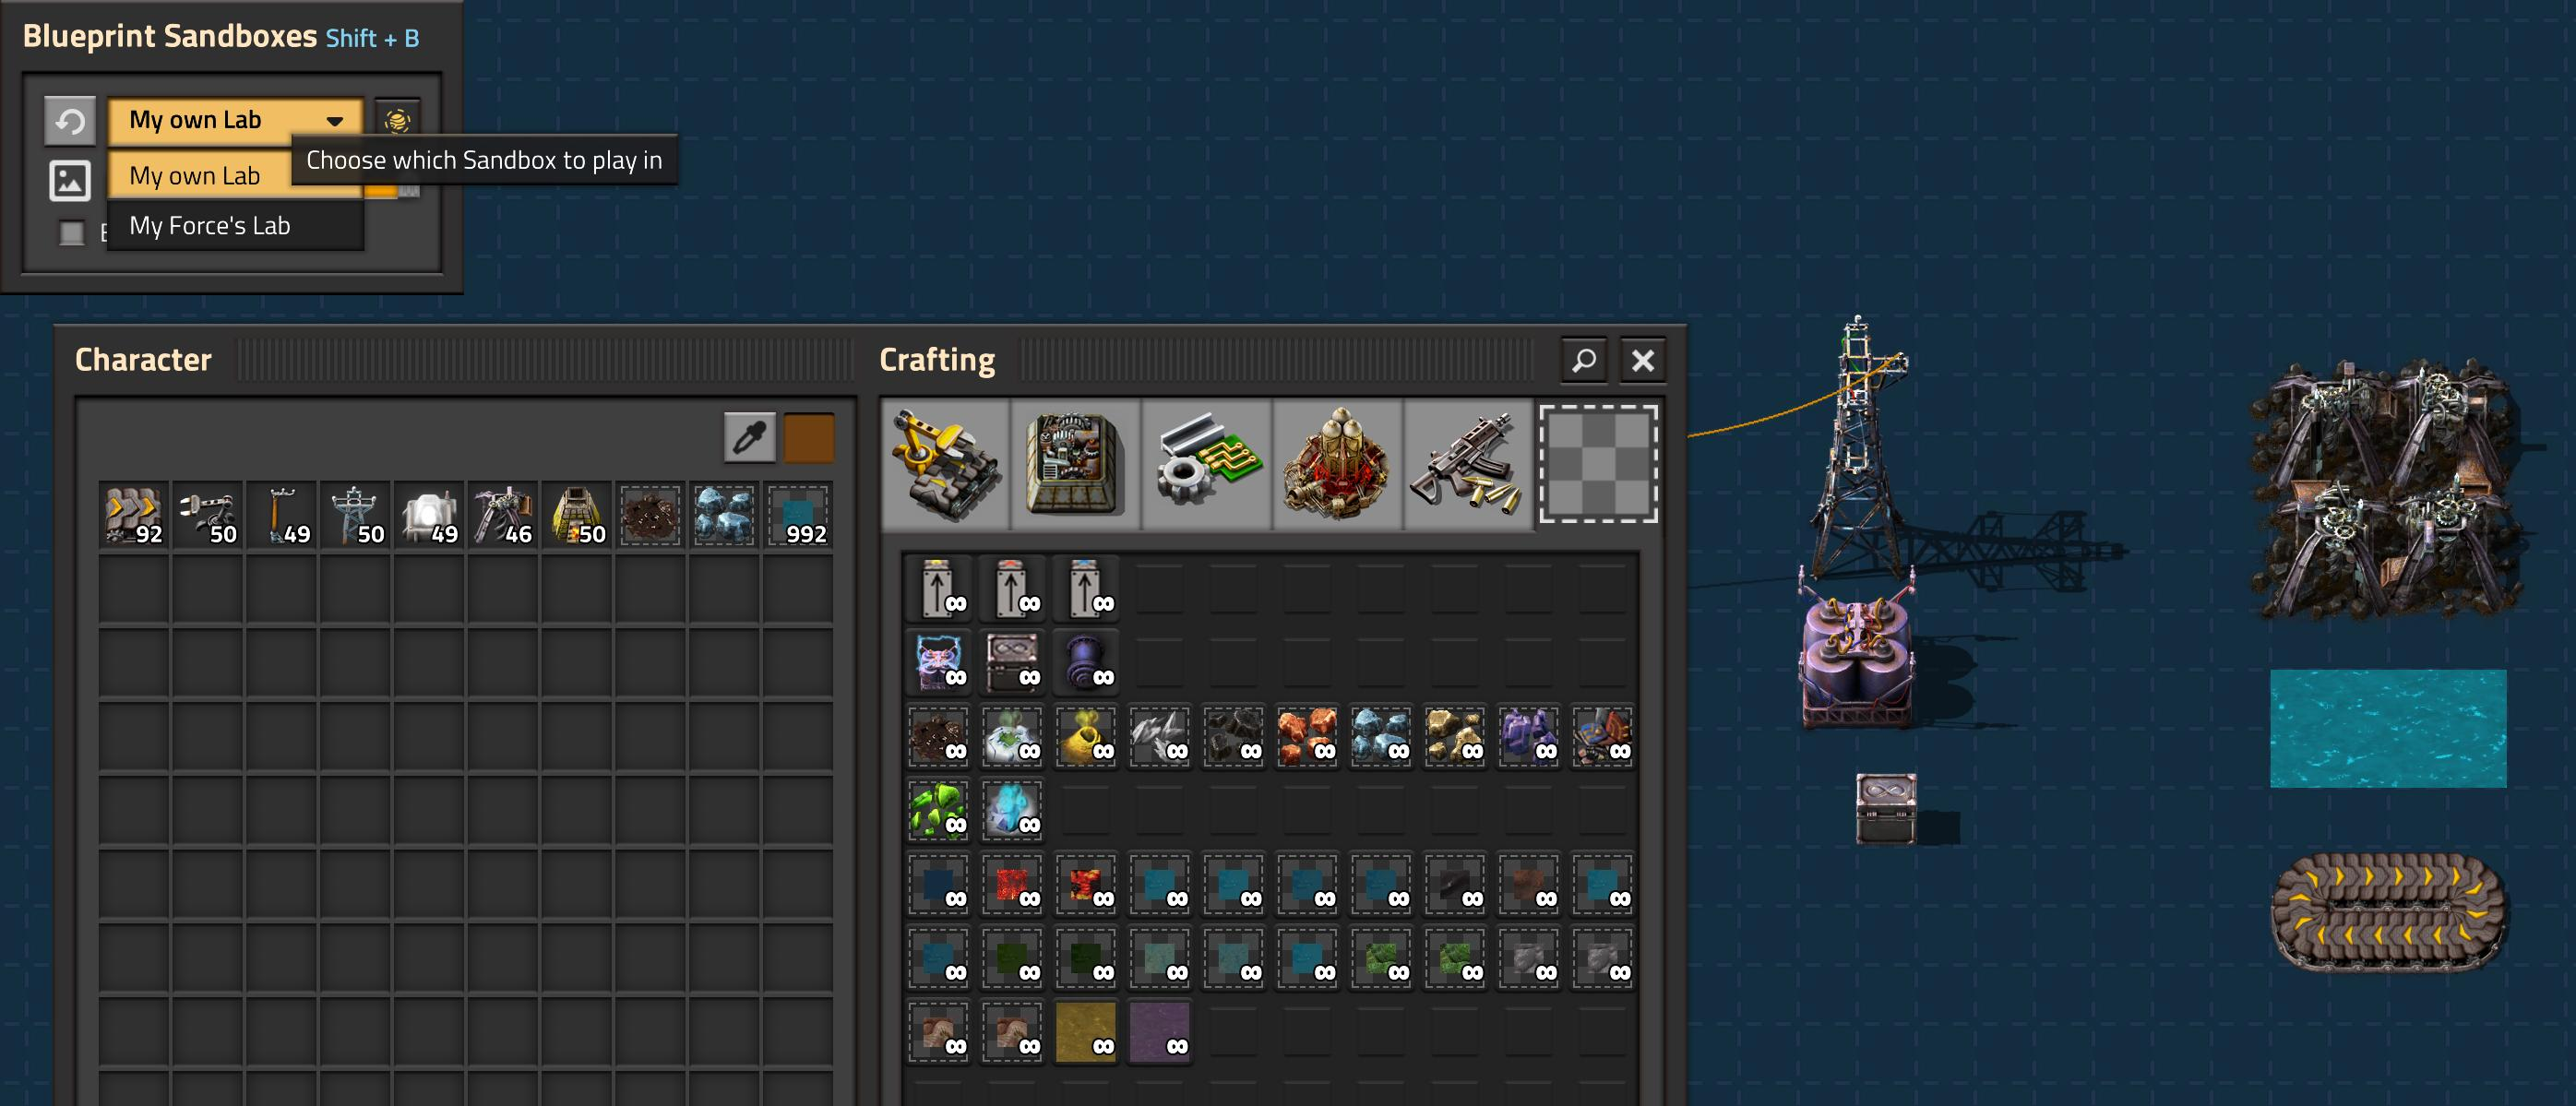 Blueprint Sandboxes Shift + B
My own Lab
Choose which Sandbox to play in
My own Lab
My Force's Lab
Character
Crafting
92 50 49 50 49 46 50 992
∞ ∞ ∞
∞ ∞ ∞
∞ ∞ ∞ ∞ ∞ ∞ ∞ ∞ ∞ ∞
∞ ∞
∞ ∞ ∞ ∞ ∞ ∞ ∞ ∞ ∞ ∞
∞ ∞ ∞ ∞ ∞ ∞ ∞ ∞ ∞ ∞
∞ ∞ ∞ ∞